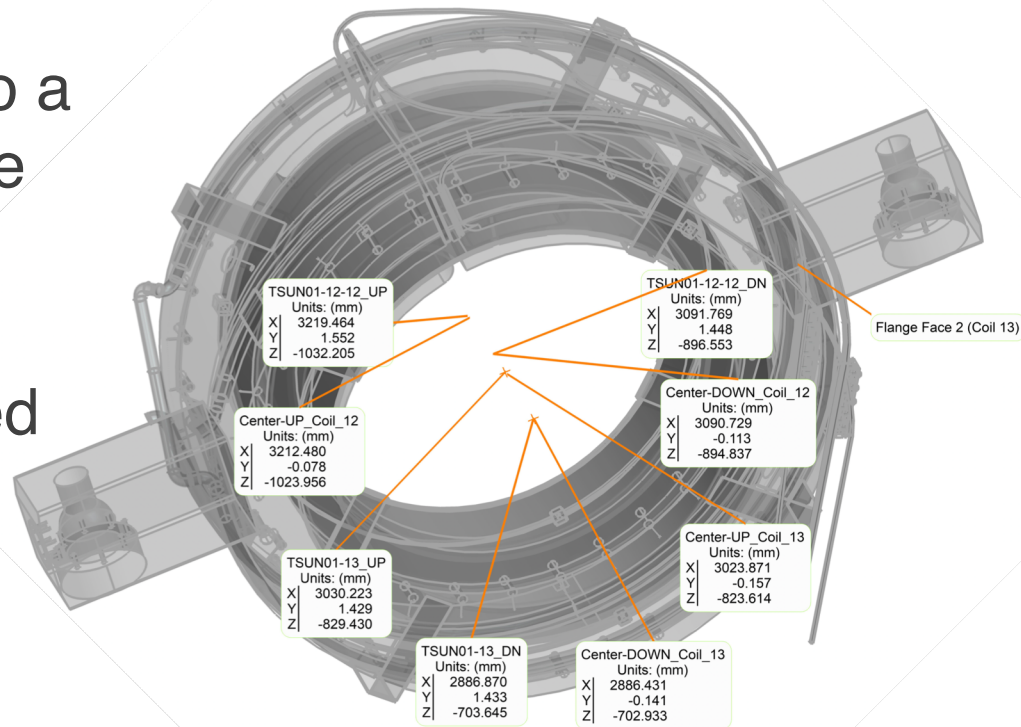 p a
e
ed
TSUN01-12-12_UP
Units: (mm)
X 3219.464
Y 1.552
Z -1032.205
TSUN01-12-12_DN
Units: (mm)
X 3091.769
Y 1.448
Z -896.553
Flange Face 2 (Coil 13)
Center-UP_Coil_12
Units: (mm)
X 3212.480
Y -0.078
Z -1023.956
Center-DOWN_Coil_12
Units: (mm)
X 3090.729
Y -0.113
Z -894.837
TSUN01-13_UP
Units: (mm)
X 3030.223
Y 1.429
Z -829.430
Center-UP_Coil_13
Units: (mm)
X 3023.871
Y -0.157
Z -823.614
TSUN01-13_DN
Units: (mm)
X 2886.870
Y 1.433
Z -703.645
Center-DOWN_Coil_13
Units: (mm)
X 2886.431
Y -0.141
Z -702.933